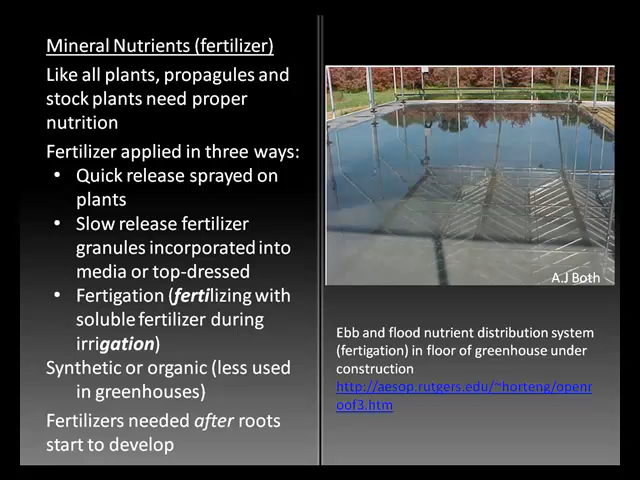 Mineral Nutrients (fertilizer)
Like all plants, propagules and
stock plants need proper
nutrition
Fertilizer applied in three ways:
• Quick release sprayed on
plants
• Slow release fertilizer
granules incorporated into
media or top-dressed
• Fertigation (fertilizing with
soluble fertilizer during
irrigation)
Synthetic or organic (less used
in greenhouses)
Fertilizers needed after roots
start to develop
A.J Both
Ebb and flood nutrient distribution system
(fertigation) in floor of greenhouse under
construction
http://aesop.rutgers.edu/~horteng/openr
oof3.htm